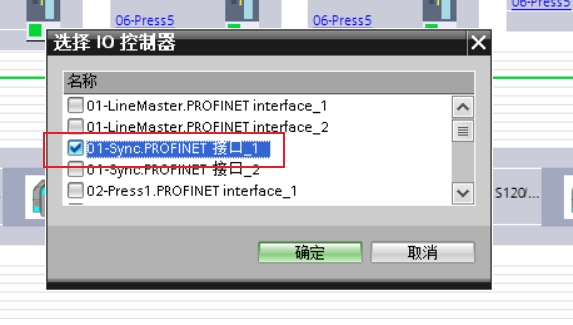 06-Press5
06-Press5
06-Press5
选择 IO 控制器
名称
01-LineMaster.PROFINET interface_1
01-LineMaster.PROFINET interface_2
01-Sync.PROFINET 接口_1
01-Sync.PROFINET 接口_2
02-Press1.PROFINET interface_1
S120/...
确定
取消